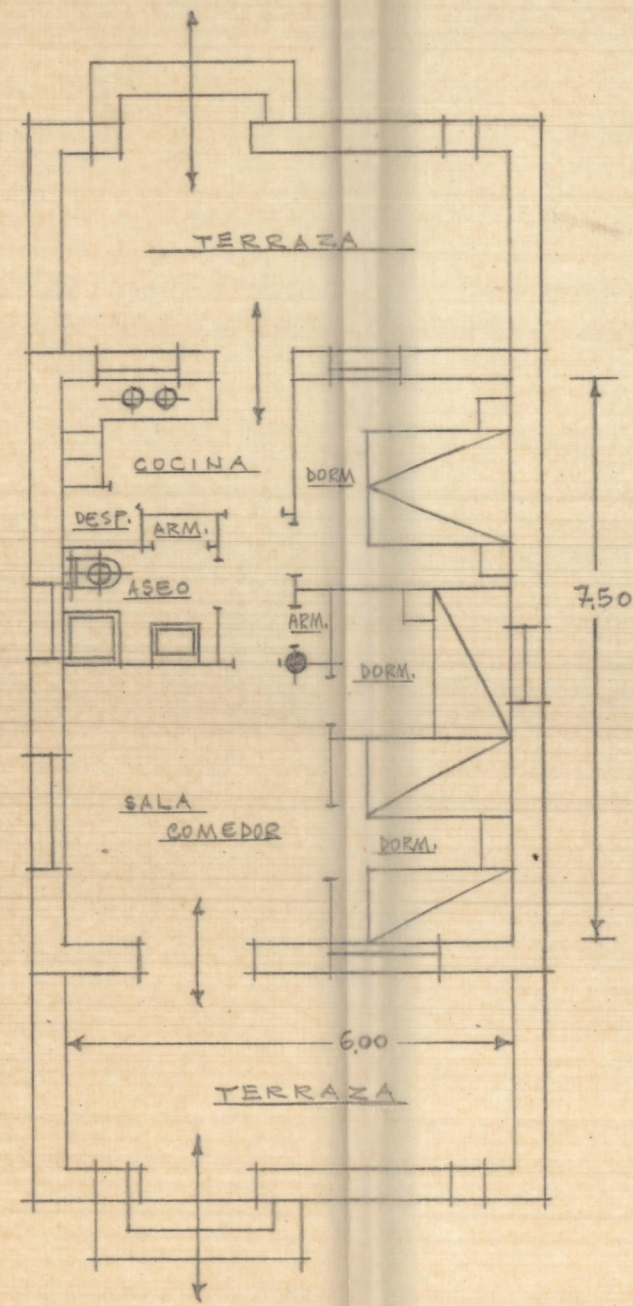 TERRAZA
COCINA
DORM
DESP.
ARM.
ASEO
7.50
ARM.
DORM.
SALA
COMEDOR
DORM.
6,00
TERRAZA